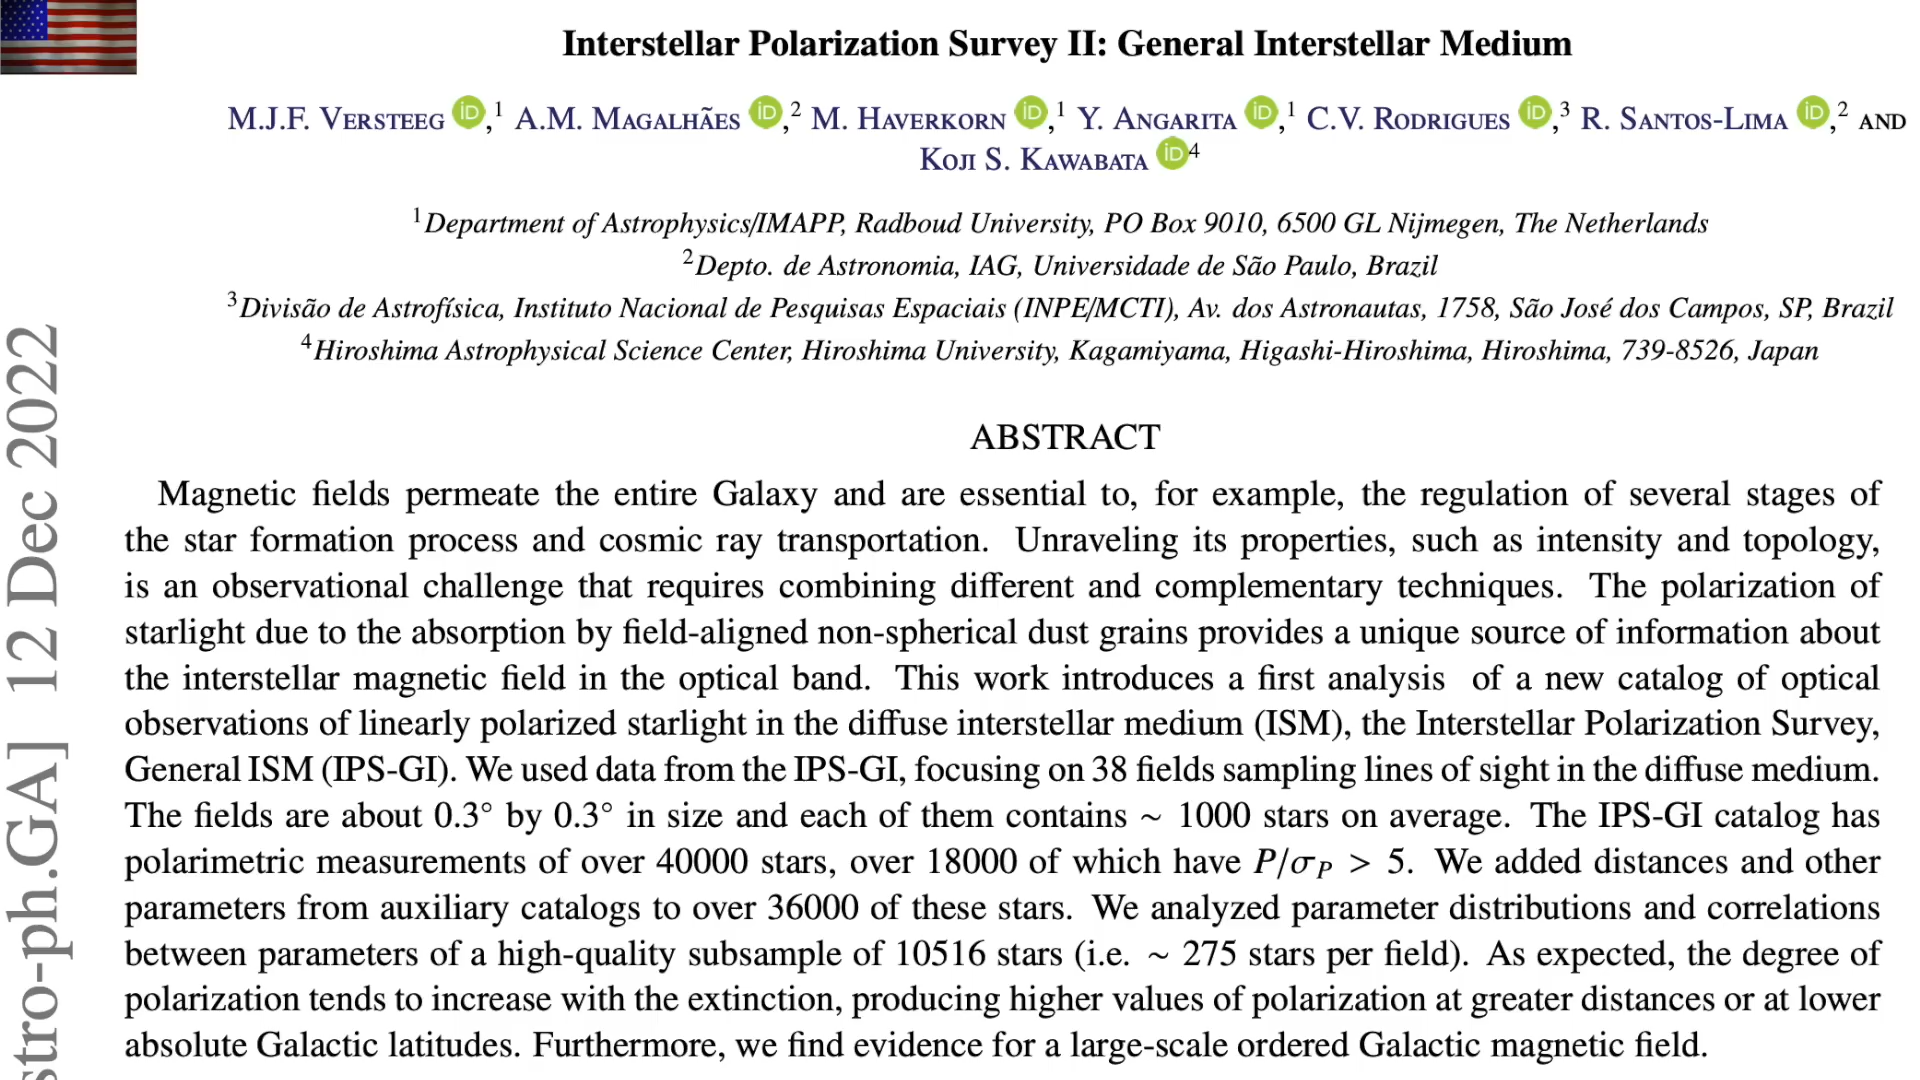 Interstellar Polarization Survey II: General Interstellar Medium
M.J.F. Versteeg iD,1 A.M. Magalhães iD,2 M. Haverkorn iD,1 Y. Angarita iD,1 C.V. Rodrigues iD,3 R. Santos-Lima iD,2 and
Koji S. Kawabata iD4
1Department of Astrophysics/IMAPP, Radboud University, PO Box 9010, 6500 GL Nijmegen, The Netherlands
2Depto. de Astronomia, IAG, Universidade de São Paulo, Brazil
3Divisão de Astrofísica, Instituto Nacional de Pesquisas Espaciais (INPE/MCTI), Av. dos Astronautas, 1758, São José dos Campos, SP, Brazil
4Hiroshima Astrophysical Science Center, Hiroshima University, Kagamiyama, Higashi-Hiroshima, Hiroshima, 739-8526, Japan
ABSTRACT
Magnetic fields permeate the entire Galaxy and are essential to, for example, the regulation of several stages of
the star formation process and cosmic ray transportation. Unraveling its properties, such as intensity and topology,
is an observational challenge that requires combining different and complementary techniques. The polarization of
starlight due to the absorption by field-aligned non-spherical dust grains provides a unique source of information about
the interstellar magnetic field in the optical band. This work introduces a first analysis of a new catalog of optical
observations of linearly polarized starlight in the diffuse interstellar medium (ISM), the Interstellar Polarization Survey,
General ISM (IPS-GI). We used data from the IPS-GI, focusing on 38 fields sampling lines of sight in the diffuse medium.
The fields are about 0.3° by 0.3° in size and each of them contains ~ 1000 stars on average. The IPS-GI catalog has
polarimetric measurements of over 40000 stars, over 18000 of which have P/σP > 5. We added distances and other
parameters from auxiliary catalogs to over 36000 of these stars. We analyzed parameter distributions and correlations
between parameters of a high-quality subsample of 10516 stars (i.e. ~ 275 stars per field). As expected, the degree of
polarization tends to increase with the extinction, producing higher values of polarization at greater distances or at lower
absolute Galactic latitudes. Furthermore, we find evidence for a large-scale ordered Galactic magnetic field.
stro-ph.GA] 12 Dec 2022